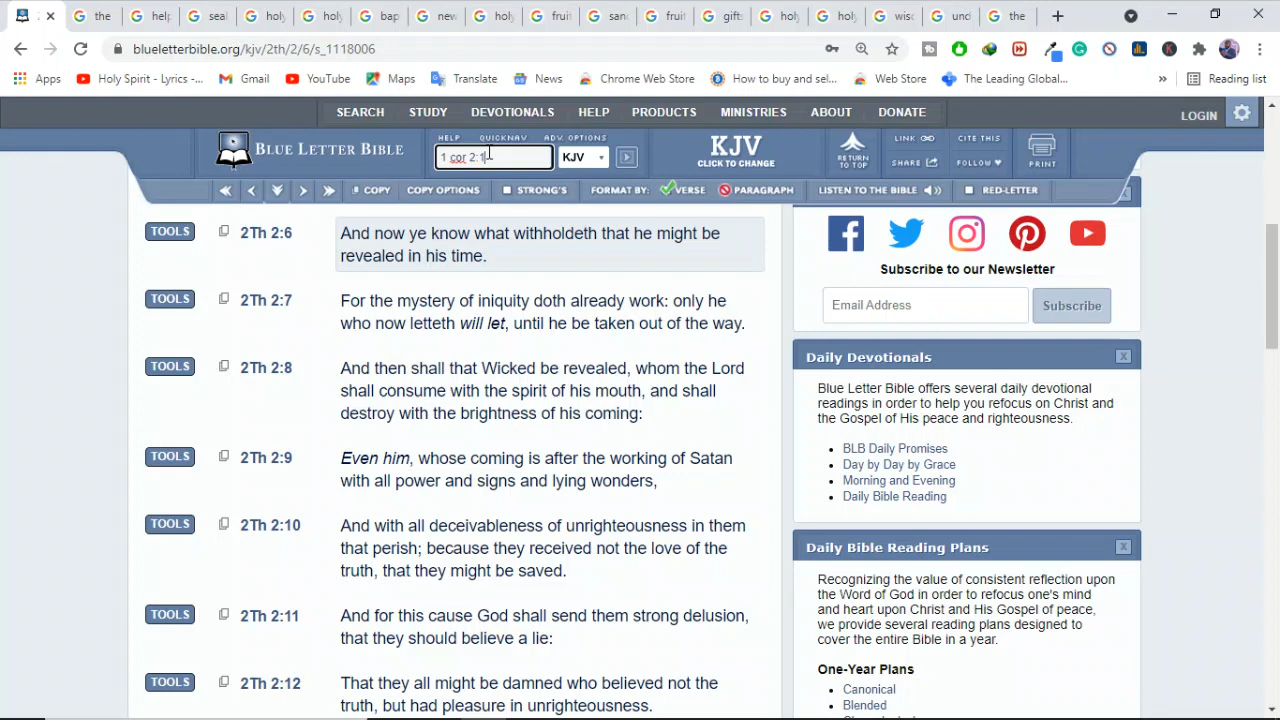 the
help
seal
holy
holy
bap
new
holy
fruit
sand
fruit
gift
holy
holy
wisd
und
the
blueletterbible.org/kjv/2th/2/6/s_1118006
Apps
Holy Spirit - Lyrics -...
Gmail
YouTube
Maps
Translate
News
Chrome Web Store
How to buy and sel...
Web Store
The Leading Global...
»
Reading list
SEARCH
STUDY
DEVOTIONALS
HELP
PRODUCTS
MINISTRIES
ABOUT
DONATE
LOGIN
BLUE LETTER BIBLE
HELP QUICKNAV ADV. OPTIONS
1 cor 2:1
KJV
KJV
CLICK TO CHANGE
RETURN
TO TOP
LINK
CITE THIS
SHARE
FOLLOW
PRINT
COPY
COPY OPTIONS
STRONG'S
FORMAT BY:
VERSE
PARAGRAPH
LISTEN TO THE BIBLE
RED-LETTER
TOOLS 2Th 2:6 And now ye know what withholdeth that he might be
revealed in his time.
TOOLS 2Th 2:7 For the mystery of iniquity doth already work: only he
who now letteth will let, until he be taken out of the way.
TOOLS 2Th 2:8 And then shall that Wicked be revealed, whom the Lord
shall consume with the spirit of his mouth, and shall
destroy with the brightness of his coming:
TOOLS 2Th 2:9 Even him, whose coming is after the working of Satan
with all power and signs and lying wonders,
TOOLS 2Th 2:10 And with all deceivableness of unrighteousness in them
that perish; because they received not the love of the
truth, that they might be saved.
TOOLS 2Th 2:11 And for this cause God shall send them strong delusion,
that they should believe a lie:
TOOLS 2Th 2:12 That they all might be damned who believed not the
truth, but had pleasure in unrighteousness.
Subscribe to our Newsletter
Email Address
Subscribe
Daily Devotionals
X
Blue Letter Bible offers several daily devotional
readings in order to help you refocus on Christ and
the Gospel of His peace and righteousness.
BLB Daily Promises
Day by Day by Grace
Morning and Evening
Daily Bible Reading
Daily Bible Reading Plans
X
Recognizing the value of consistent reflection upon
the Word of God in order to refocus one's mind
and heart upon Christ and His Gospel of peace,
we provide several reading plans designed to
cover the entire Bible in a year.
One-Year Plans
Canonical
Blended